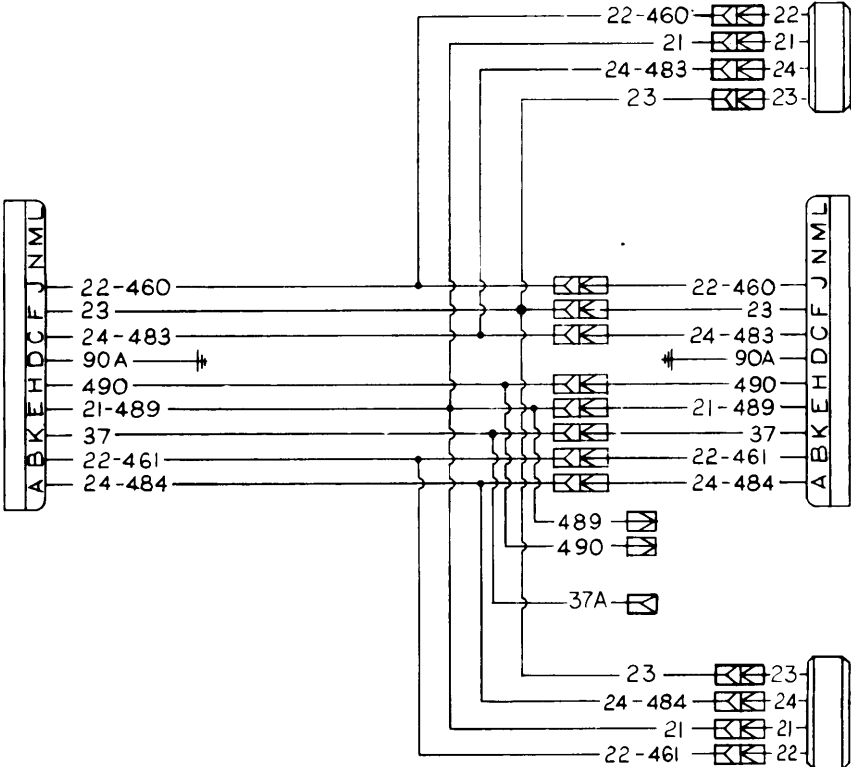 22-460 22
21 21
24-483 24
23 23
L L
M M
N N
J 22-460 22-460 J
F 23 23 F
C 24-483 24-483 C
D 90A 90A D
H 490 490 H
E 21-489 21-489 E
K 37 37 K
B 22-461 22-461 B
A 24-484 24-484 A
489
490
37A
23 23
24-484 24
21 21
22-461 22